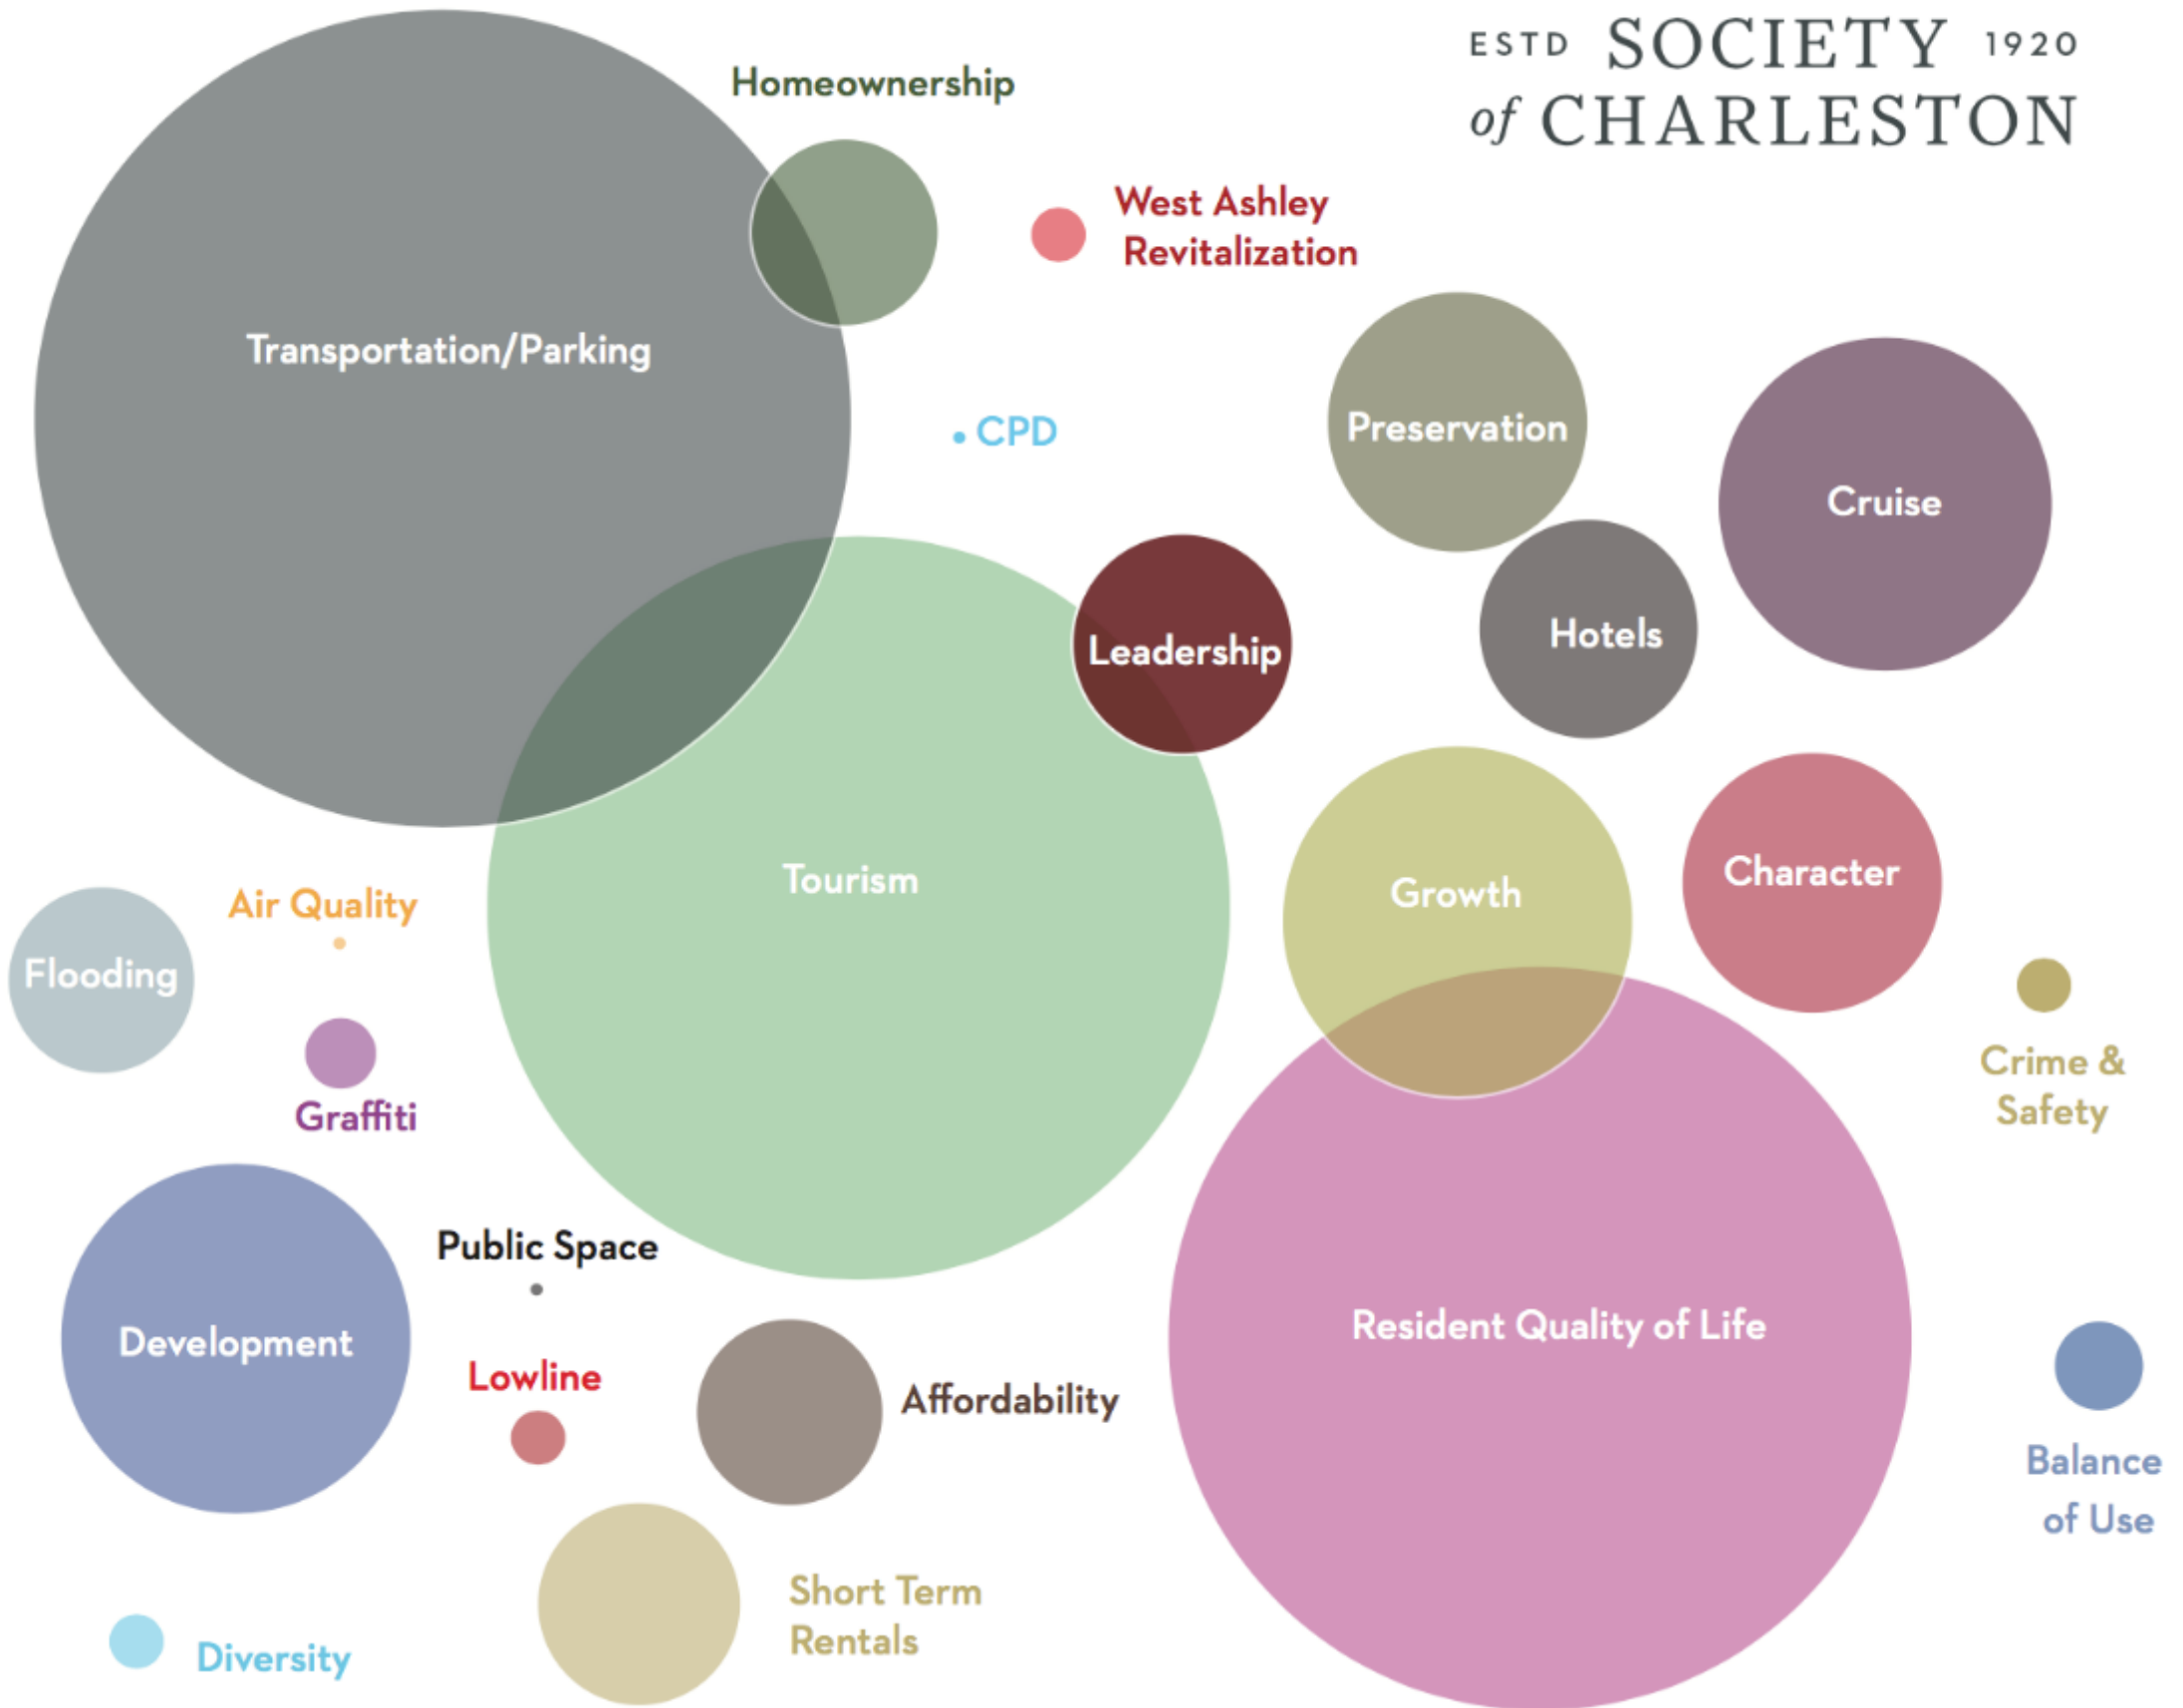 ESTD SOCIETY 1920
of CHARLESTON
Homeownership
West Ashley
Revitalization
Transportation/Parking
CPD
Preservation
Cruise
Hotels
Leadership
Tourism
Growth
Character
Air Quality
Flooding
Graffiti
Crime &
Safety
Public Space
Development
Lowline
Affordability
Resident Quality of Life
Balance
of Use
Short Term
Rentals
Diversity